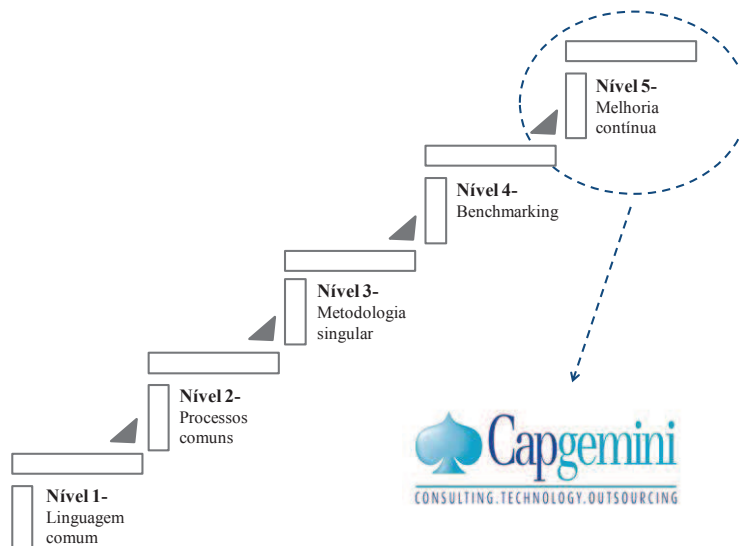 Nível 5-
Melhoria
contínua
Nível 4-
Benchmarking
Nível 3-
Metodologia
singular
Nível 2-
Processos
comuns
Nível 1-
Linguagem
comum
Capgemini
CONSULTING.TECHNOLOGY.OUTSOURCING